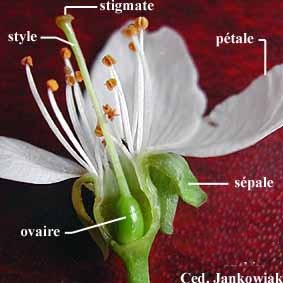 stigmate
style
pétale
sépale
ovaire
Ced. Jankowiak